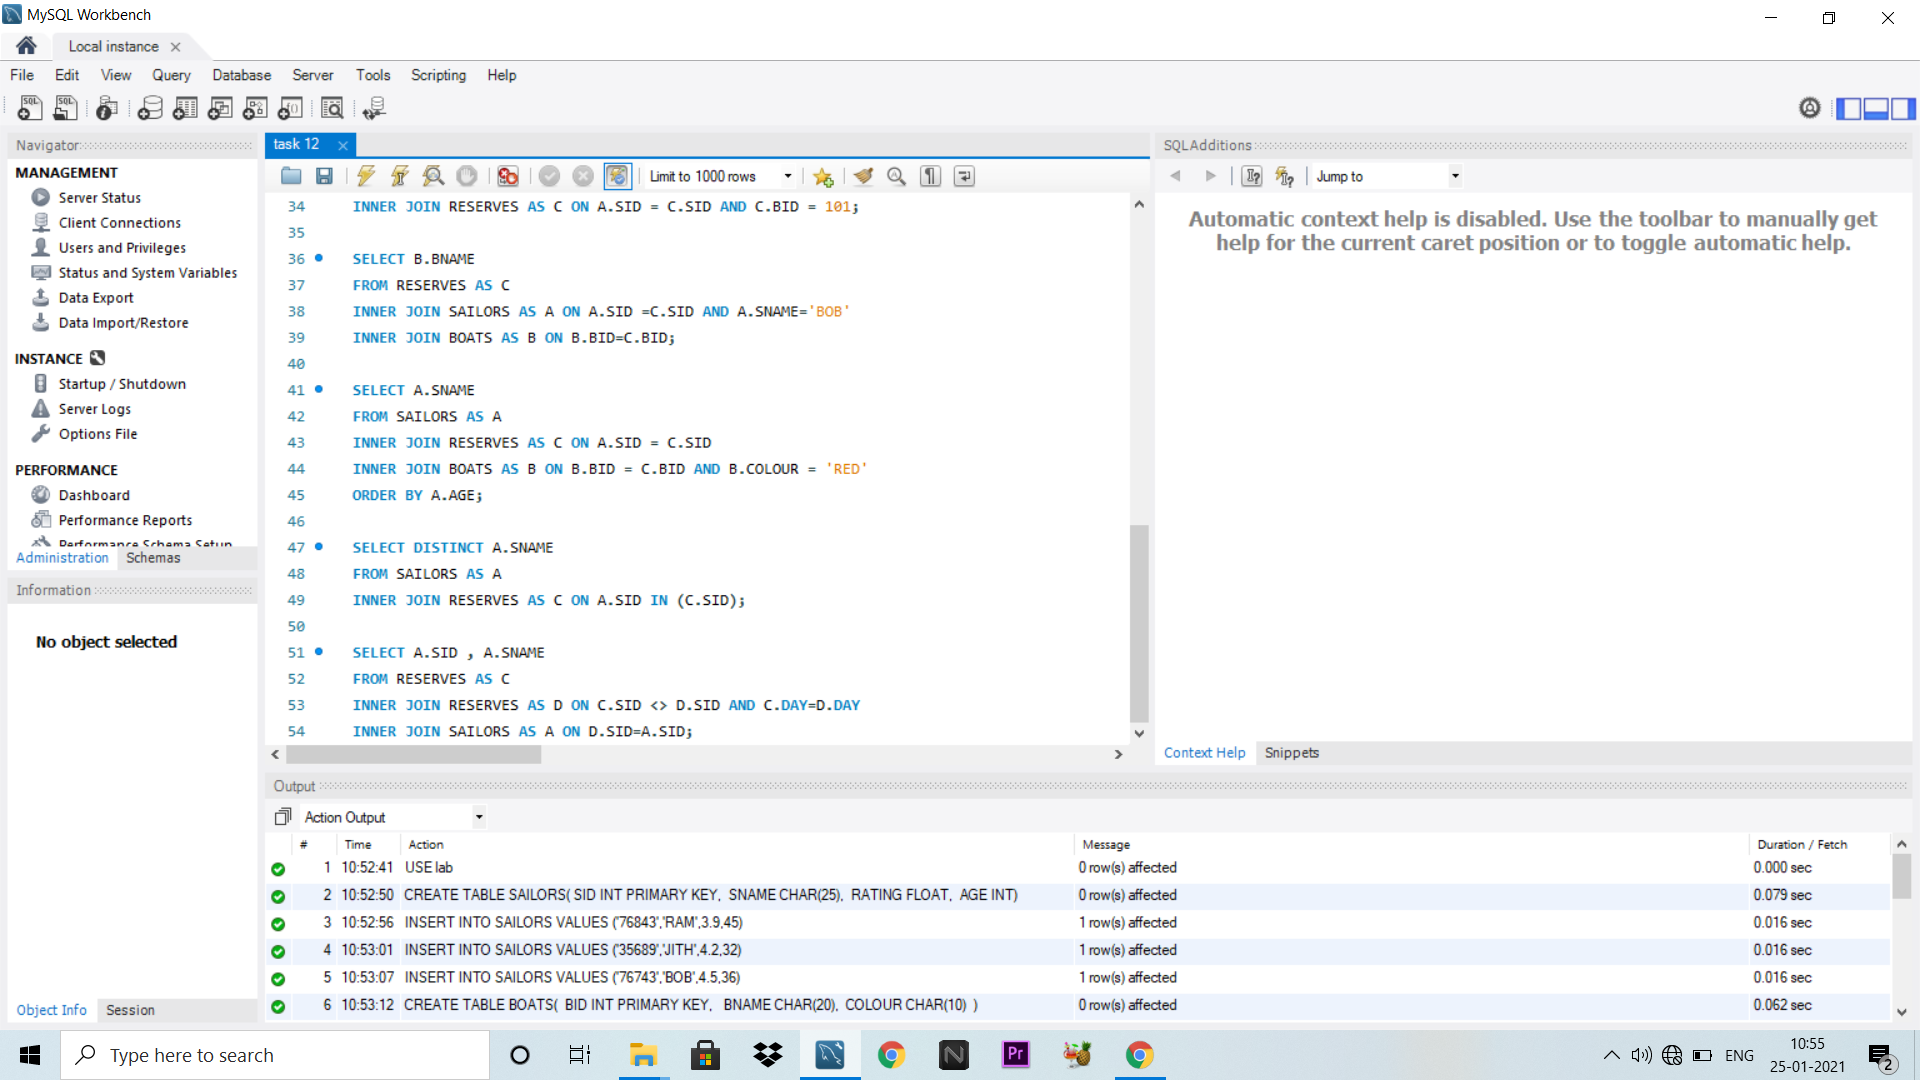 MySQL Workbench
Local instance
File Edit View Query Database Server Tools Scripting Help
Navigator
MANAGEMENT
Server Status
Client Connections
Users and Privileges
Status and System Variables
Data Export
Data Import/Restore
INSTANCE
Startup / Shutdown
Server Logs
Options File
PERFORMANCE
Dashboard
Performance Reports
Performance Schema Setup
Administration Schemas
Information
No object selected
Object Info Session
task 12
Limit to 1000 rows
34 INNER JOIN RESERVES AS C ON A.SID = C.SID AND C.BID = 101;
35
36 SELECT B.BNAME
37 FROM RESERVES AS C
38 INNER JOIN SAILORS AS A ON A.SID =C.SID AND A.SNAME='BOB'
39 INNER JOIN BOATS AS B ON B.BID=C.BID;
40
41 SELECT A.SNAME
42 FROM SAILORS AS A
43 INNER JOIN RESERVES AS C ON A.SID = C.SID
44 INNER JOIN BOATS AS B ON B.BID = C.BID AND B.COLOUR = 'RED'
45 ORDER BY A.AGE;
46
47 SELECT DISTINCT A.SNAME
48 FROM SAILORS AS A
49 INNER JOIN RESERVES AS C ON A.SID IN (C.SID);
50
51 SELECT A.SID , A.SNAME
52 FROM RESERVES AS C
53 INNER JOIN RESERVES AS D ON C.SID <> D.SID AND C.DAY=D.DAY
54 INNER JOIN SAILORS AS A ON D.SID=A.SID;
SQLAdditions
Jump to
Automatic context help is disabled. Use the toolbar to manually get
help for the current caret position or to toggle automatic help.
Context Help Snippets
Output
Action Output
# Time Action Message Duration / Fetch
1 10:52:41 USE lab 0 row(s) affected 0.000 sec
2 10:52:50 CREATE TABLE SAILORS( SID INT PRIMARY KEY, SNAME CHAR(25), RATING FLOAT, AGE INT) 0 row(s) affected 0.079 sec
3 10:52:56 INSERT INTO SAILORS VALUES ('76843','RAM',3.9,45) 1 row(s) affected 0.016 sec
4 10:53:01 INSERT INTO SAILORS VALUES ('35689','JITH',4.2,32) 1 row(s) affected 0.016 sec
5 10:53:07 INSERT INTO SAILORS VALUES ('76743','BOB',4.5,36) 1 row(s) affected 0.016 sec
6 10:53:12 CREATE TABLE BOATS( BID INT PRIMARY KEY, BNAME CHAR(20), COLOUR CHAR(10) ) 0 row(s) affected 0.062 sec
Type here to search
Pr
ENG
10:55
25-01-2021
2